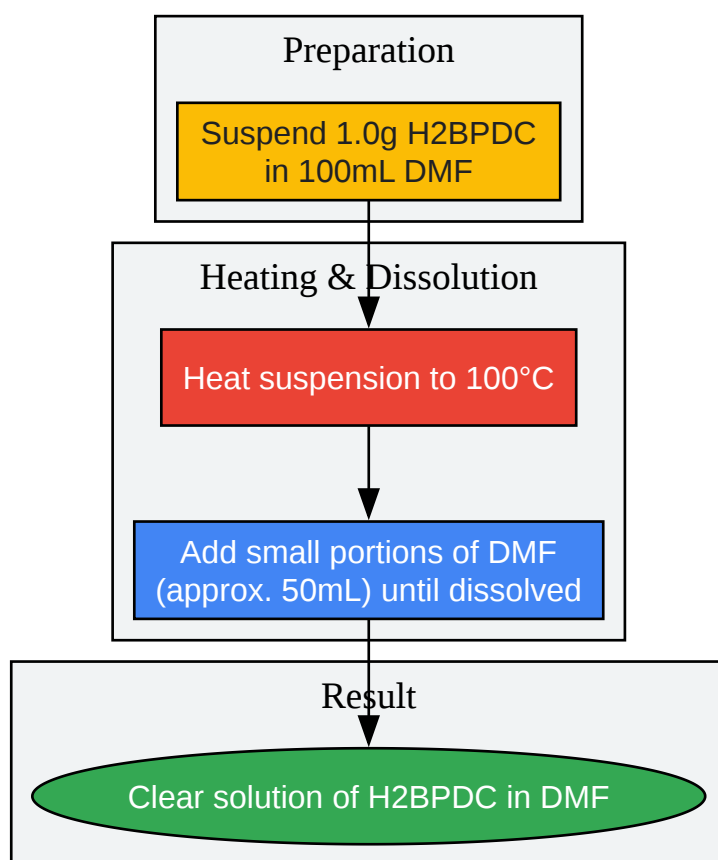 Preparation
Suspend 1.0g H2BPDC
in 100mL DMF
Heating & Dissolution
Heat suspension to 100°C
Add small portions of DMF
(approx. 50mL) until dissolved
Result
Clear solution of H2BPDC in DMF